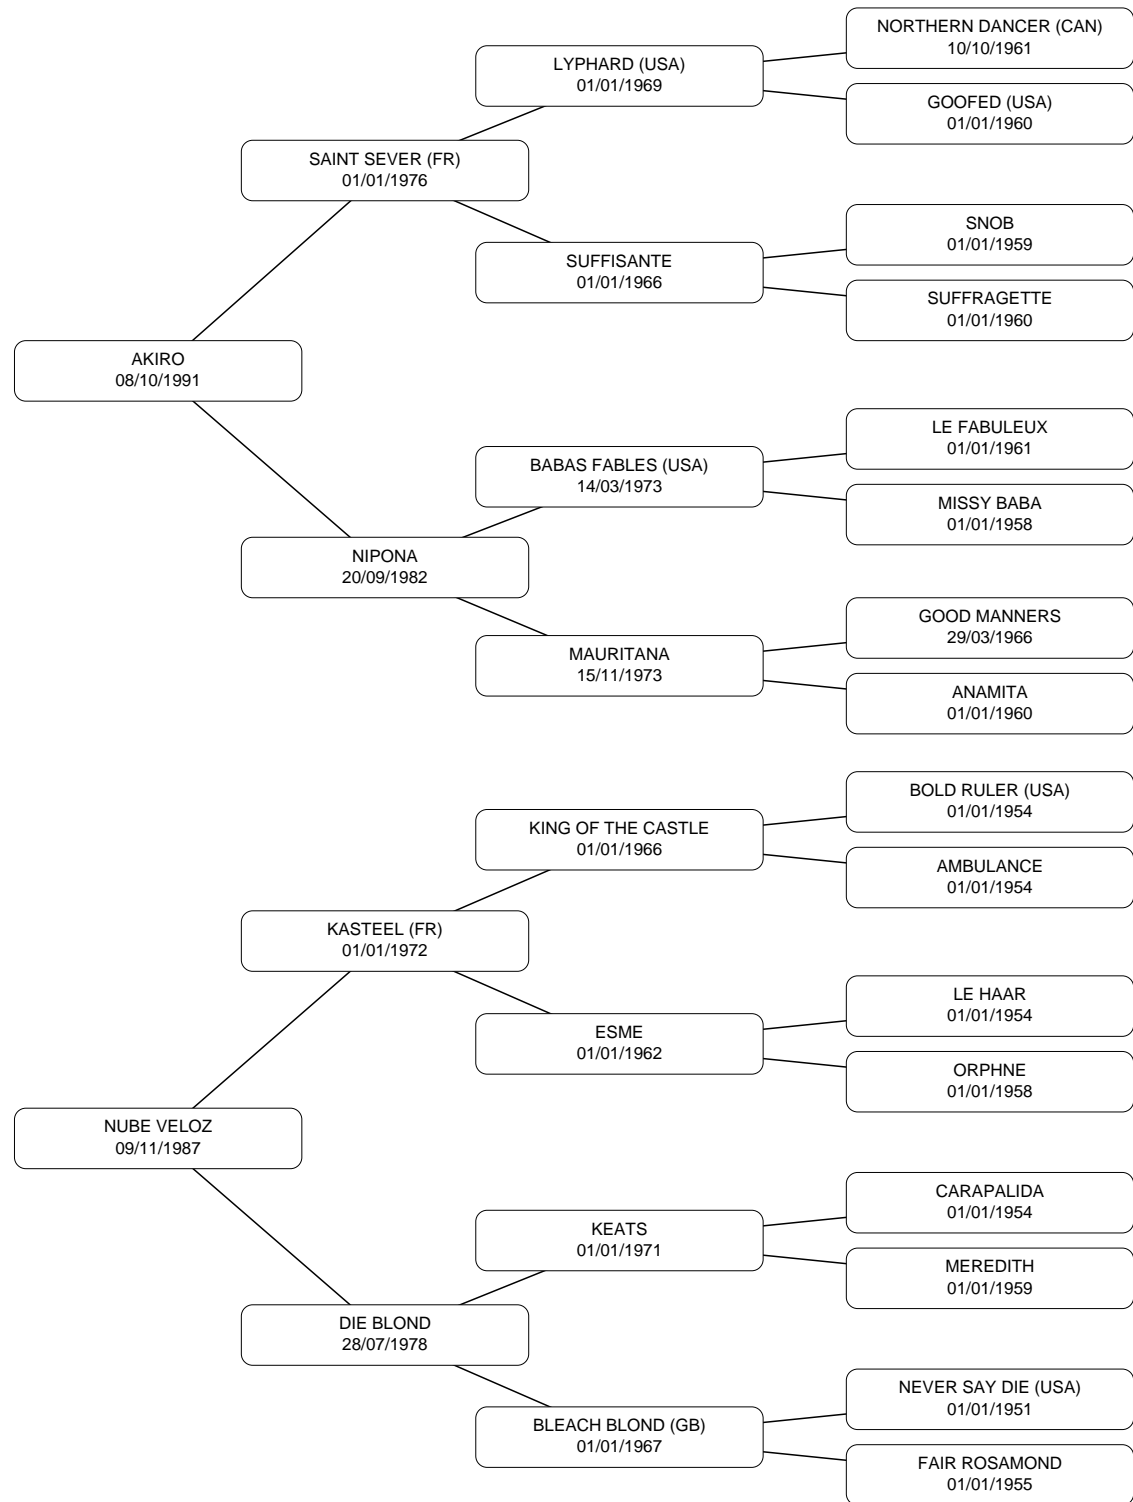 NORTHERN DANCER (CAN)
10/10/1961
LYPHARD (USA)
01/01/1969
GOOFED (USA)
01/01/1960
SAINT SEVER (FR)
01/01/1976
SNOB
01/01/1959
SUFFISANTE
01/01/1966
SUFFRAGETTE
01/01/1960
AKIRO
08/10/1991
LE FABULEUX
01/01/1961
BABAS FABLES (USA)
14/03/1973
MISSY BABA
01/01/1958
NIPONA
20/09/1982
GOOD MANNERS
29/03/1966
MAURITANA
15/11/1973
ANAMITA
01/01/1960
BOLD RULER (USA)
01/01/1954
KING OF THE CASTLE
01/01/1966
AMBULANCE
01/01/1954
KASTEEL (FR)
01/01/1972
LE HAAR
01/01/1954
ESME
01/01/1962
ORPHNE
01/01/1958
NUBE VELOZ
09/11/1987
CARAPALIDA
01/01/1954
KEATS
01/01/1971
MEREDITH
01/01/1959
DIE BLOND
28/07/1978
NEVER SAY DIE (USA)
01/01/1951
BLEACH BLOND (GB)
01/01/1967
FAIR ROSAMOND
01/01/1955